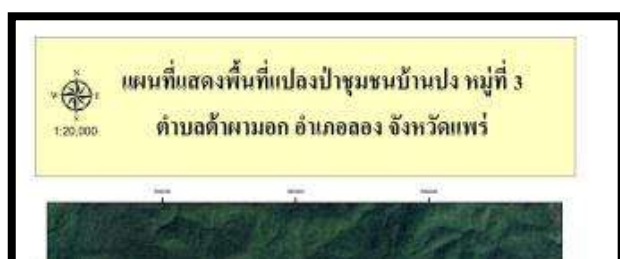 แผนที่แสดงพื้นที่แปลงป่าชุมชนบ้านปง หมู่ที่ 3
ตำบลต้าผามอก อำเภอลอง จังหวัดแพร่
N
W E
S
1:20,000